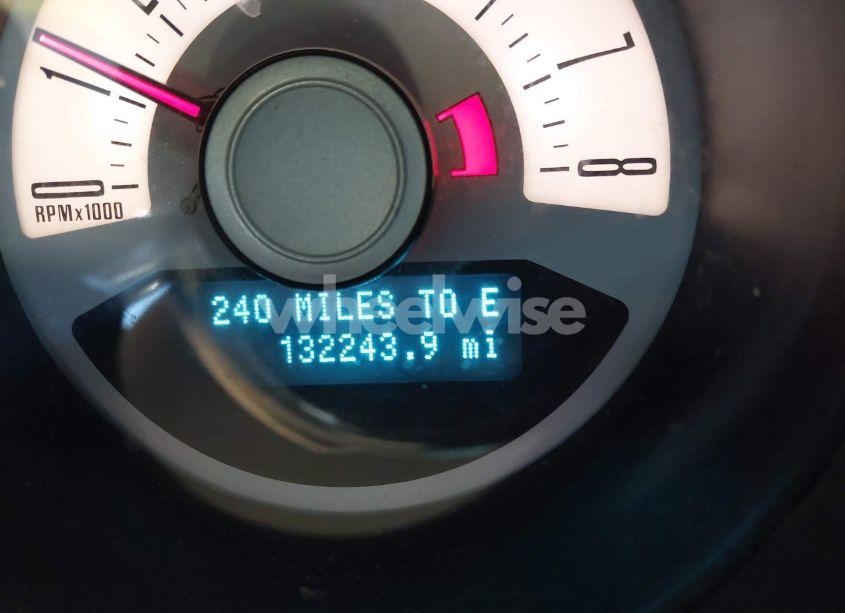 1
7
0
8
RPMx1000
240 MILES TO E
wheelwise
132243.9 mi